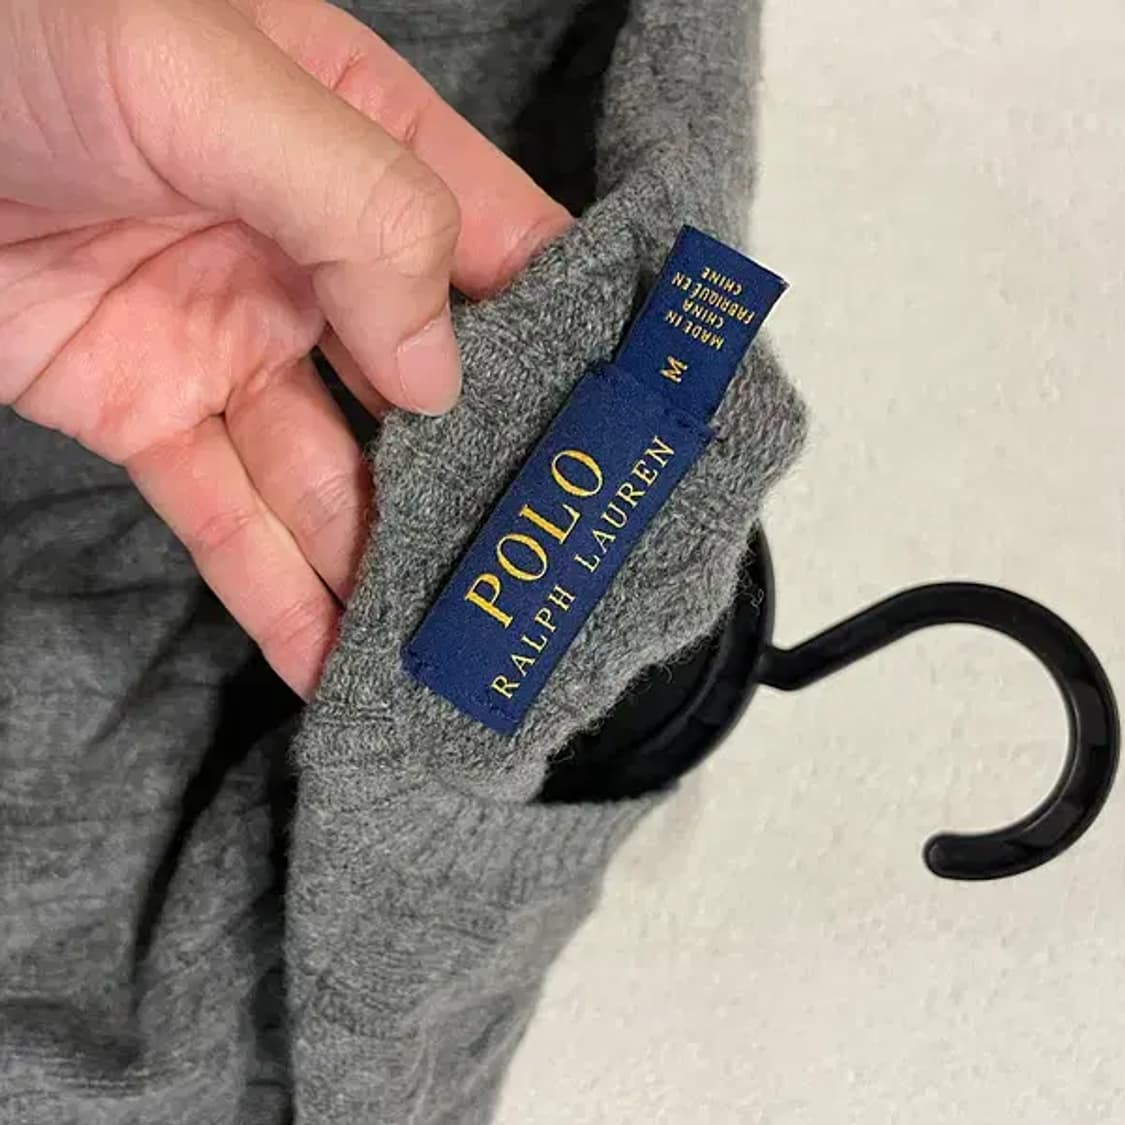 POLO
RALPH LAUREN
M
MADE IN
CHINA
FABRIQUÉ EN
CHINE